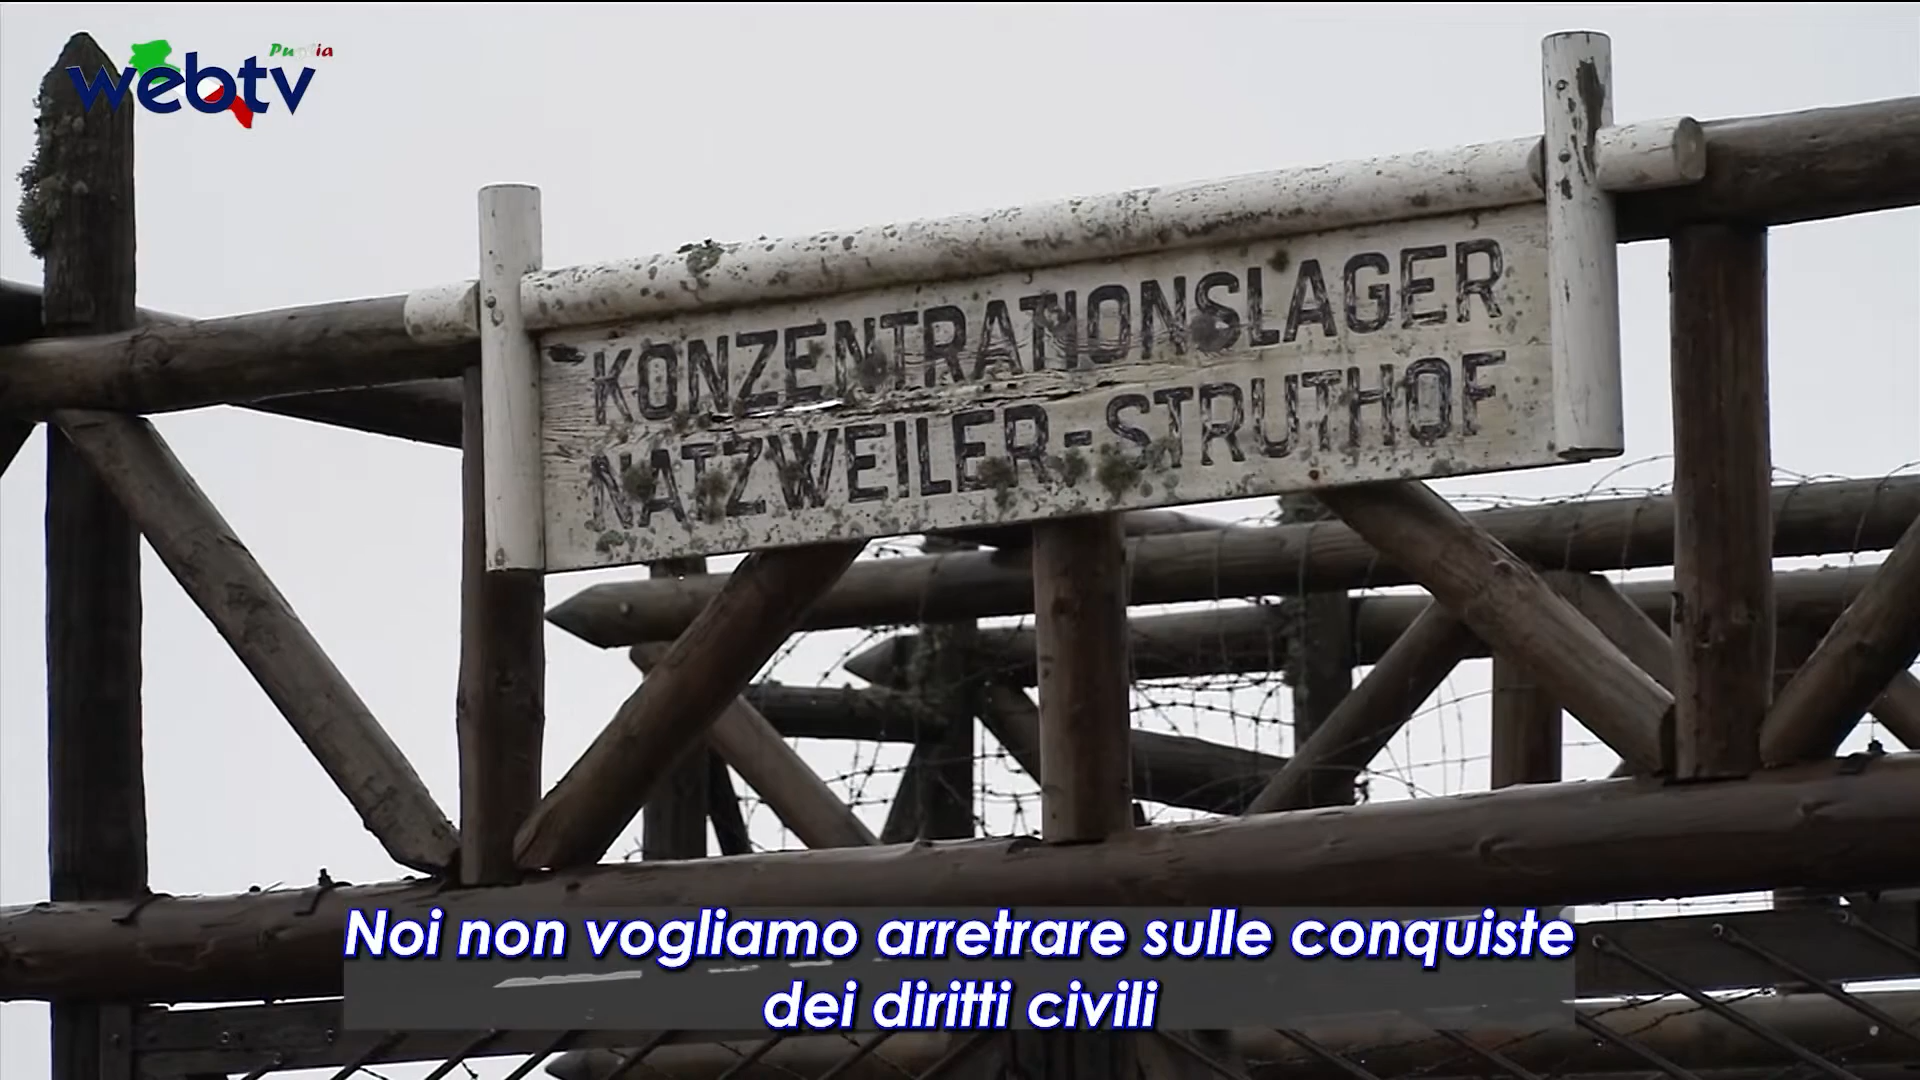 Puglia
webtv
KONZENTRATIONSLAGER
NATZWEILER-STRUTHOF
Noi non vogliamo arretrare sulle conquiste
dei diritti civili